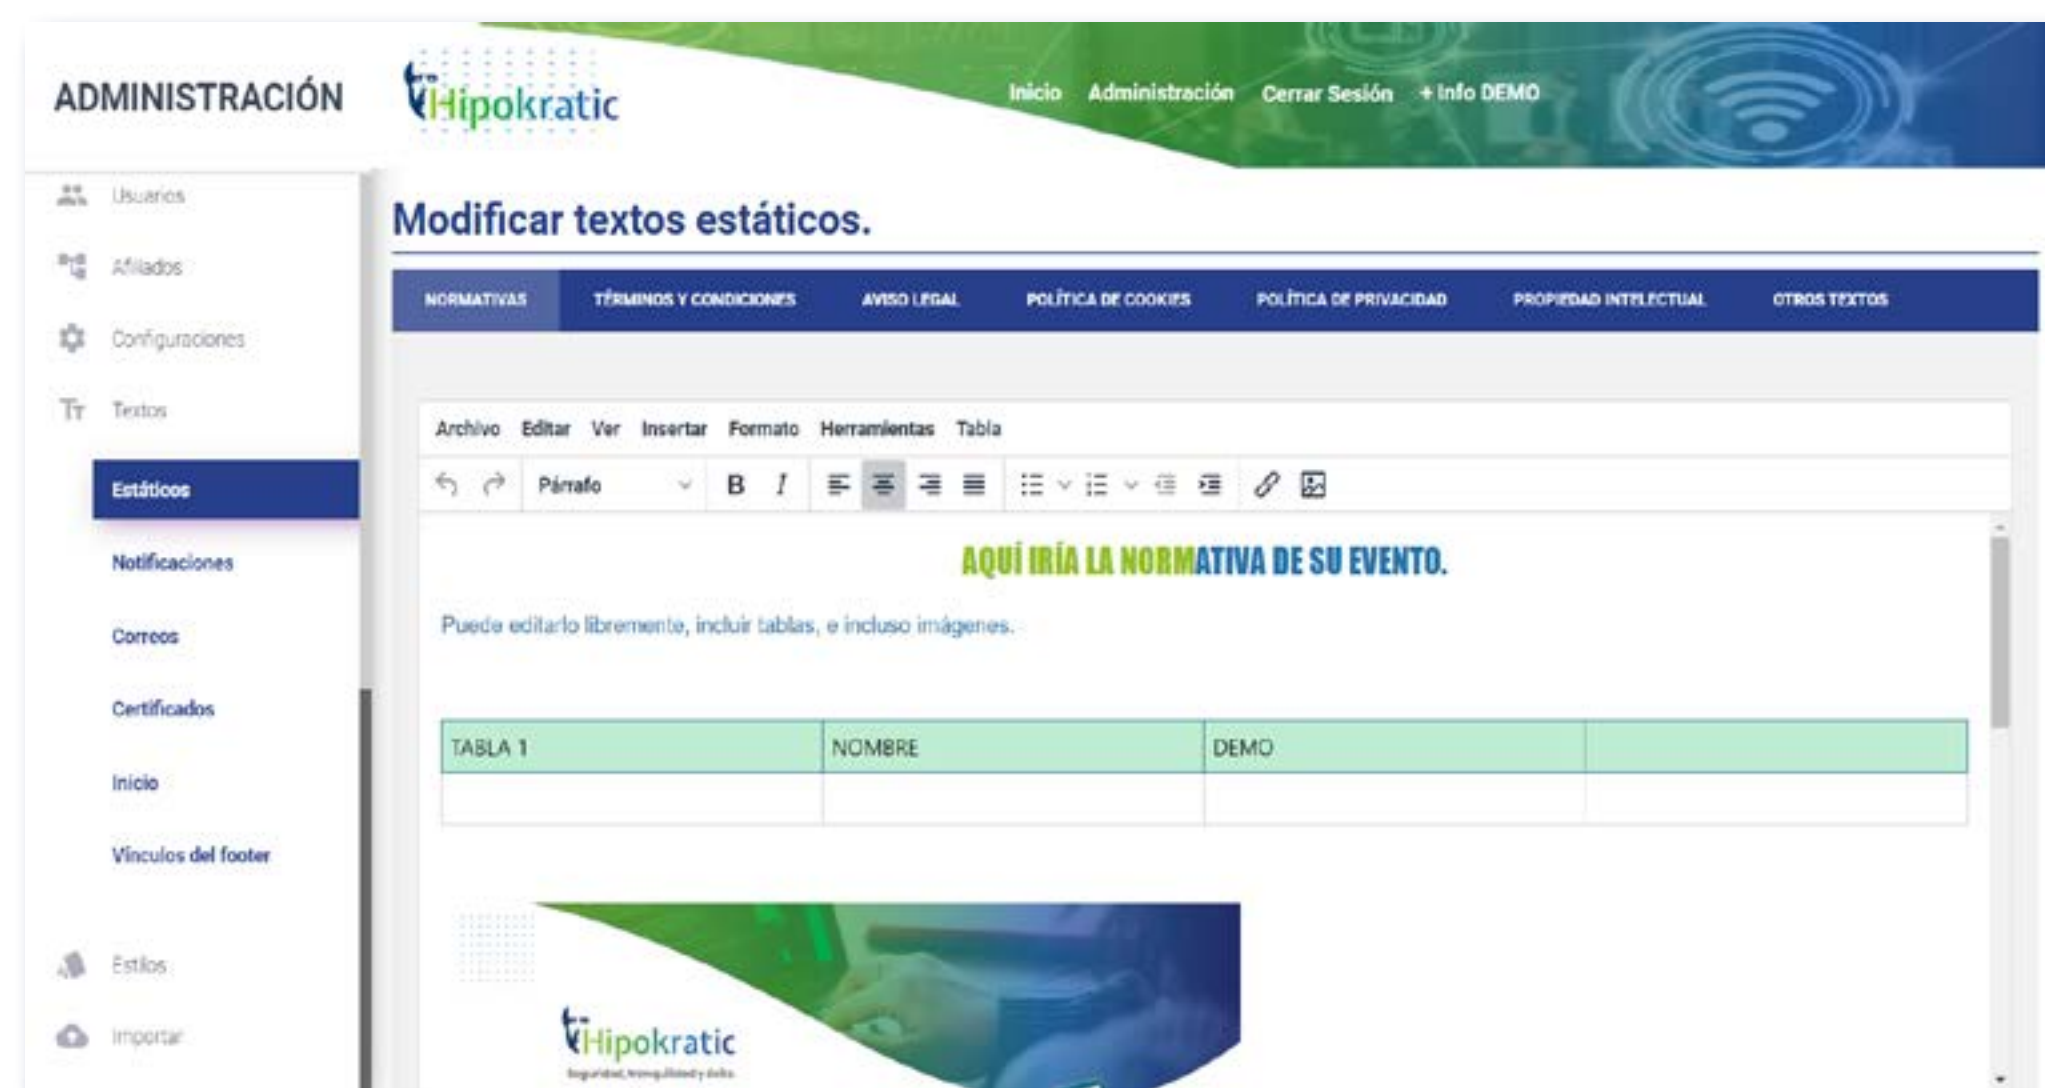 ADMINISTRACIÓN
Hipokratic
Inicio Administración Cerrar Sesión + Info DEMO
Usuarios
Afiliados
Configuraciones
Textos
Estáticos
Notificaciones
Correos
Certificados
Inicio
Vínculos del footer
Estilos
Importar
Modificar textos estáticos.
NORMATIVAS TÉRMINOS Y CONDICIONES AVISO LEGAL POLÍTICA DE COOKIES POLÍTICA DE PRIVACIDAD PROPIEDAD INTELECTUAL OTROS TEXTOS
Archivo Editar Ver Insertar Formato Herramientas Tabla
Párrafo B I
AQUÍ IRÍA LA NORMATIVA DE SU EVENTO.
Puede editarlo libremente, incluir tablas, e incluso imágenes.
TABLA 1 NOMBRE DEMO
Hipokratic
Seguridad, tranquilidad y éxito.